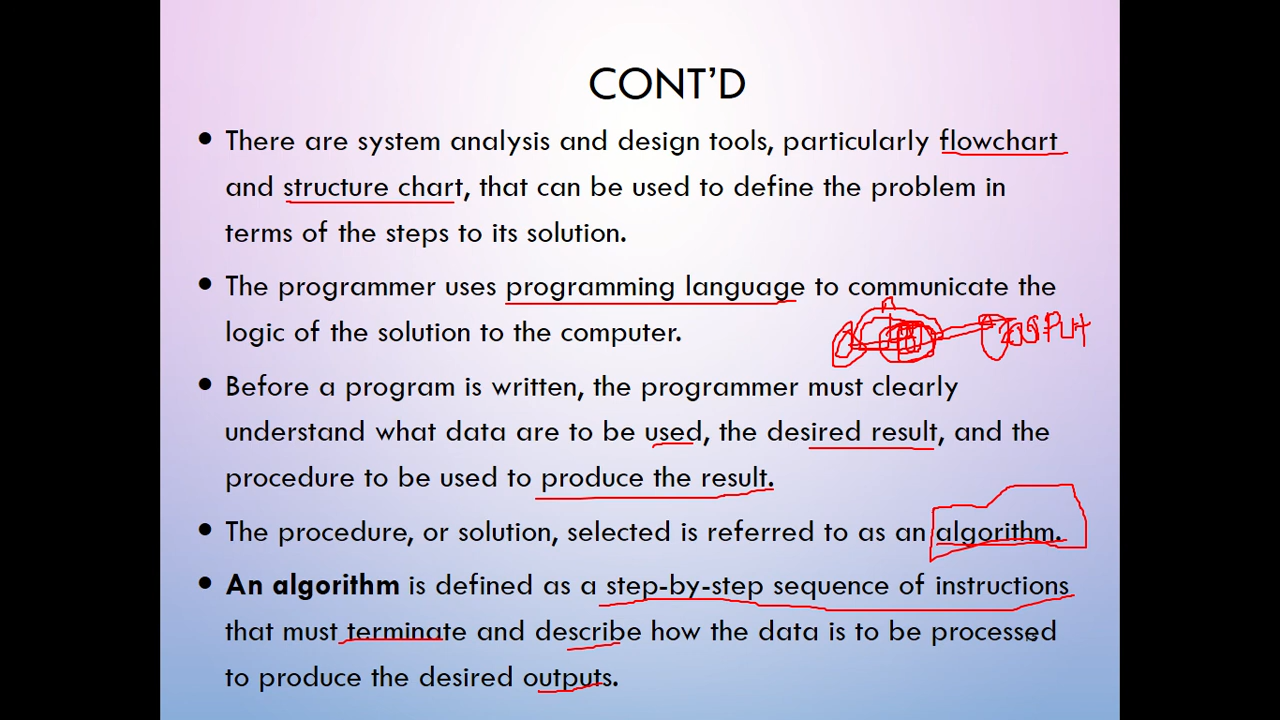 CONT'D
• There are system analysis and design tools, particularly flowchart
and structure chart, that can be used to define the problem in
terms of the steps to its solution.
• The programmer uses programming language to communicate the
logic of the solution to the computer.
• Before a program is written, the programmer must clearly
understand what data are to be used, the desired result, and the
procedure to be used to produce the result.
• The procedure, or solution, selected is referred to as an algorithm.
• An algorithm is defined as a step-by-step sequence of instructions
that must terminate and describe how the data is to be processed
to produce the desired outputs.